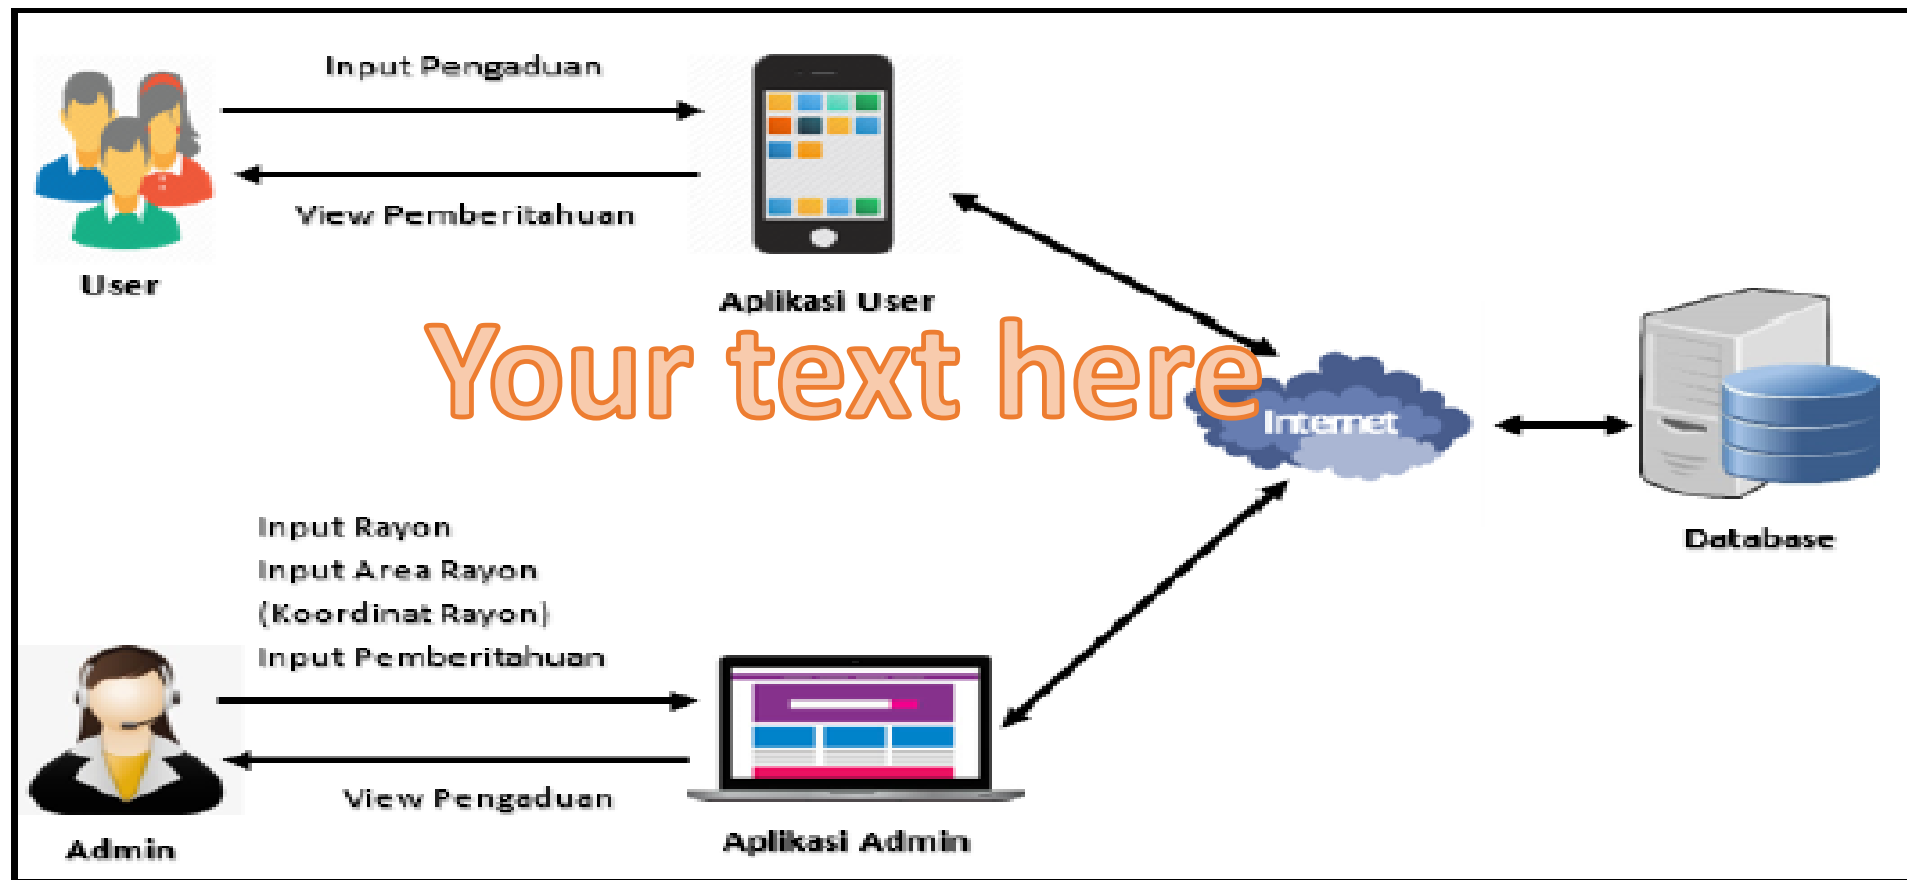 Input Pengaduan
View Pemberitahuan
User
Aplikasi User
Your text here
Internet
Database
Input Rayon
Input Area Rayon
(Koordinat Rayon)
Input Pemberitahuan
View Pengaduan
Admin
Aplikasi Admin